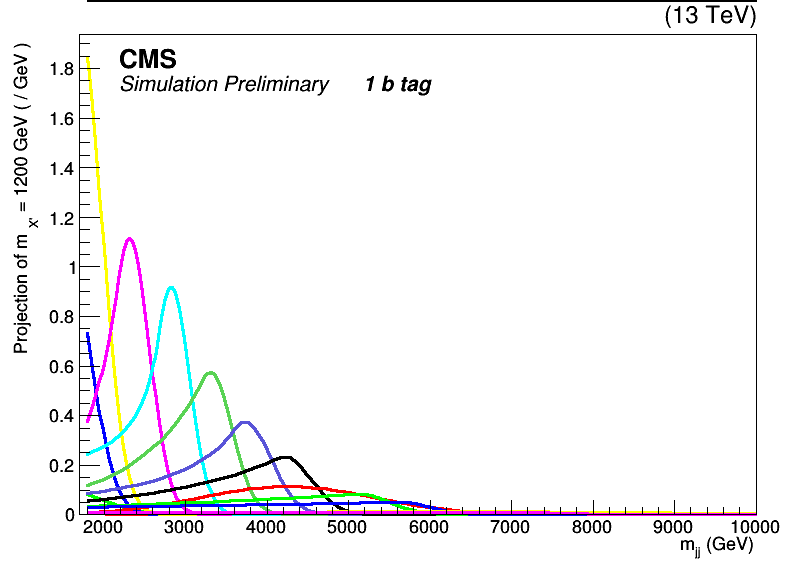 (13 TeV)
CMS
Simulation Preliminary 1 b tag
Projection of m_X' = 1200 GeV ( / GeV )
1.8
1.6
1.4
1.2
1
0.8
0.6
0.4
0.2
0
2000 3000 4000 5000 6000 7000 8000 9000 10000
m_jj (GeV)